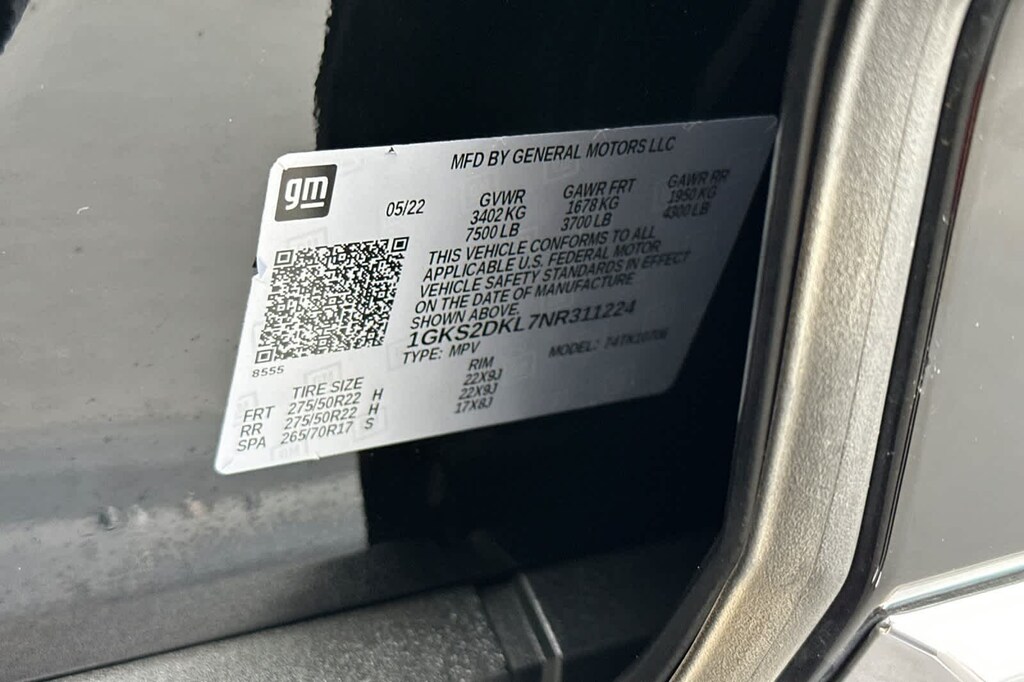 MFD BY GENERAL MOTORS LLC
gm
05/22
GVWR GAWR FRT GAWR RR
3402 KG 1678 KG 1950 KG
7500 LB 3700 LB 4300 LB
THIS VEHICLE CONFORMS TO ALL
APPLICABLE U.S. FEDERAL MOTOR
VEHICLE SAFETY STANDARDS IN EFFECT
ON THE DATE OF MANUFACTURE
SHOWN ABOVE.
1GKS2DKL7NR311224
TYPE: MPV MODEL:
8555
TIRE SIZE RIM
FRT 275/50R22 H 22X9J
RR 275/50R22 H 22X9J
SPA 265/70R17 S 17X8J